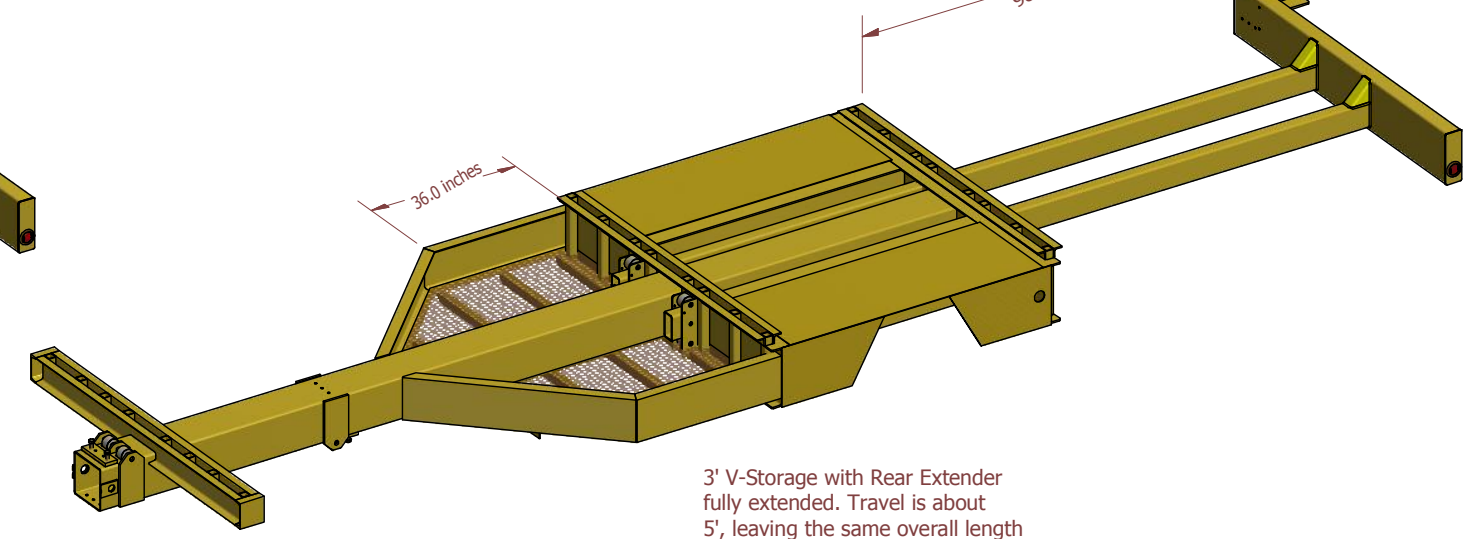 36.0 inches
3' V-Storage with Rear Extender
fully extended. Travel is about
5', leaving the same overall length